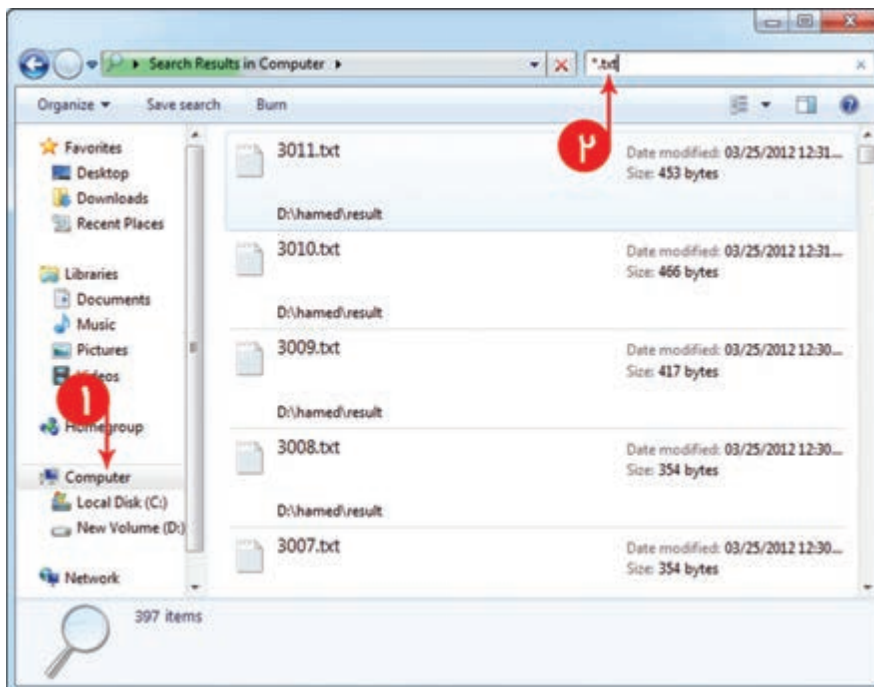 Search Results in Computer
*.txt
Organize
Save search
Burn
Favorites
Desktop
Downloads
Recent Places
Libraries
Documents
Music
Pictures
Videos
Homegroup
Computer
Local Disk (C:)
New Volume (D:)
Network
3011.txt
Date modified: 03/25/2012 12:31...
Size: 453 bytes
D:\hamed\result
3010.txt
Date modified: 03/25/2012 12:31...
Size: 466 bytes
D:\hamed\result
3009.txt
Date modified: 03/25/2012 12:30...
Size: 417 bytes
D:\hamed\result
3008.txt
Date modified: 03/25/2012 12:30...
Size: 354 bytes
D:\hamed\result
3007.txt
Date modified: 03/25/2012 12:30...
Size: 354 bytes
397 items
۱
۲